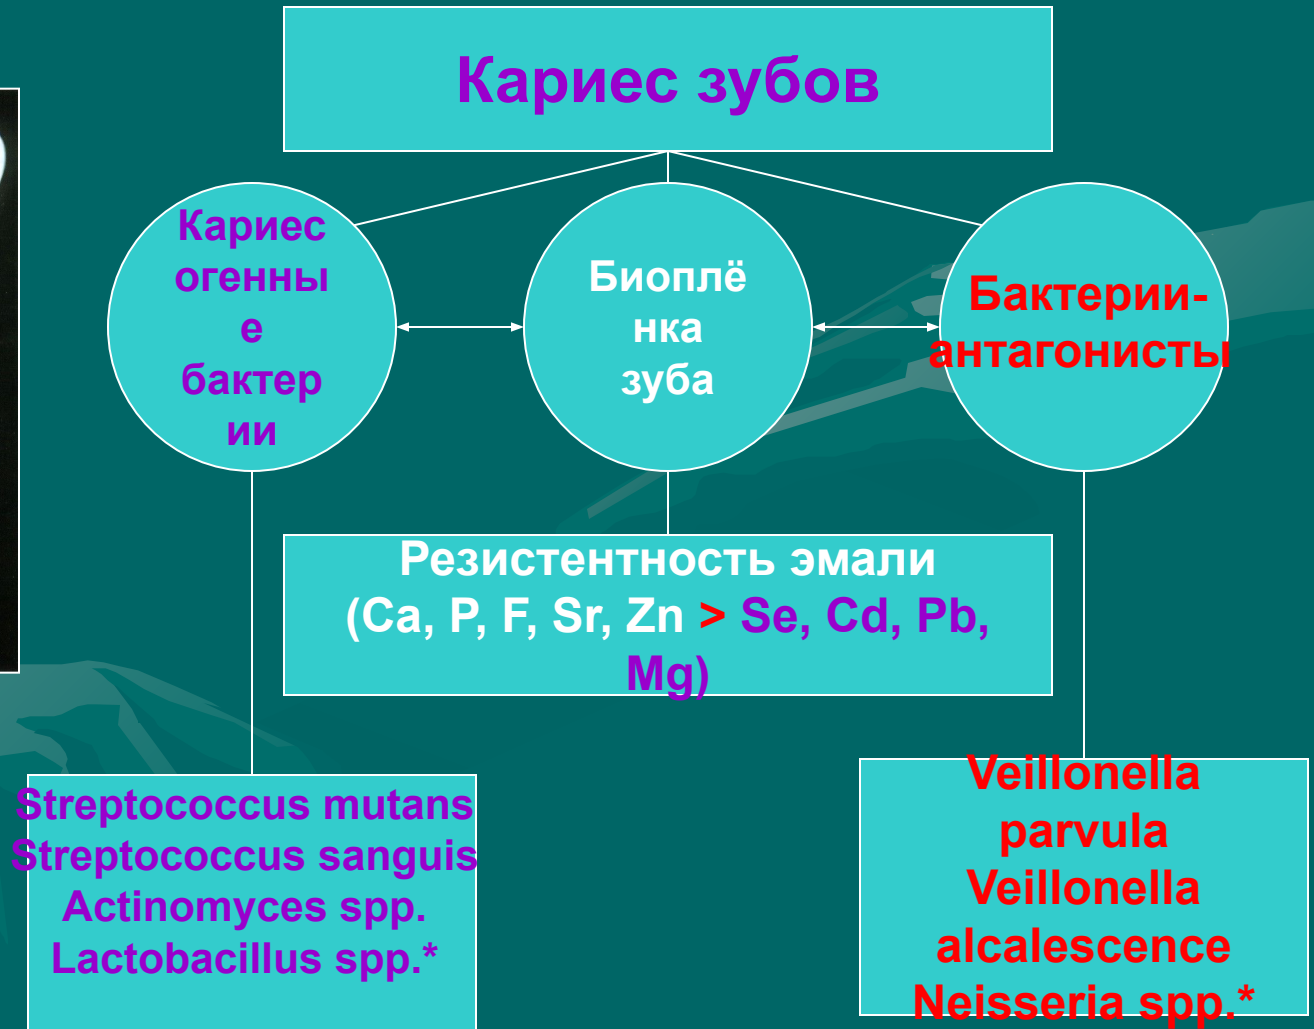 Кариес зубов
Кариес
огенны
е
бактер
ии
Биоплё
нка
зуба
Бактерии-
антагонисты
Резистентность эмали
(Ca, P, F, Sr, Zn > Se, Cd, Pb,
Mg)
Streptococcus mutans
Streptococcus sanguis
Actinomyces spp.
Lactobacillus spp.*
Veillonella
parvula
Veillonella
alcalescence
Neisseria spp.*